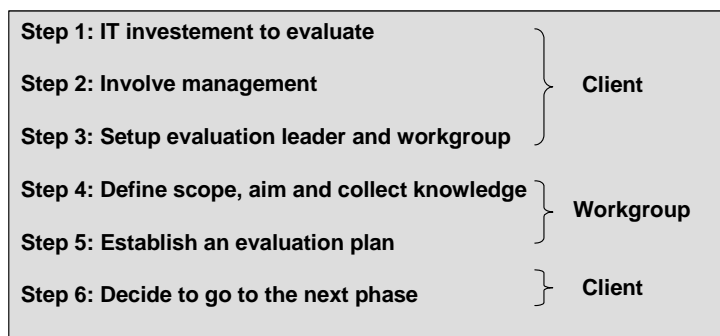 Step 1: IT investement to evaluate
Step 2: Involve management
Client
Step 3: Setup evaluation leader and workgroup
Step 4: Define scope, aim and collect knowledge
Workgroup
Step 5: Establish an evaluation plan
Step 6: Decide to go to the next phase
Client